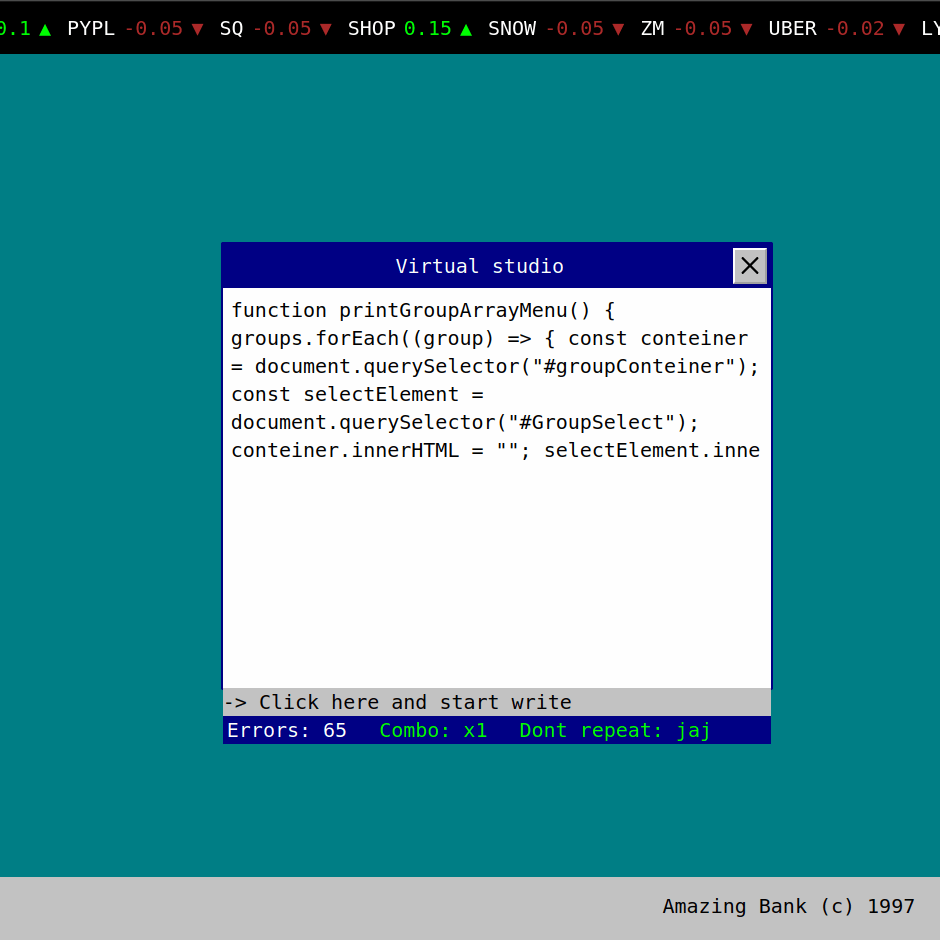 0.1 ▲ PYPL -0.05 ▼ SQ -0.05 ▼ SHOP 0.15 ▲ SNOW -0.05 ▼ ZM -0.05 ▼ UBER -0.02 ▼ LY
Virtual studio
function printGroupArrayMenu() {
groups.forEach((group) => { const conteiner
= document.querySelector("#groupConteiner");
const selectElement =
document.querySelector("#GroupSelect");
conteiner.innerHTML = ""; selectElement.inne
-> Click here and start write
Errors: 65 Combo: x1 Dont repeat: jaj
Amazing Bank (c) 1997